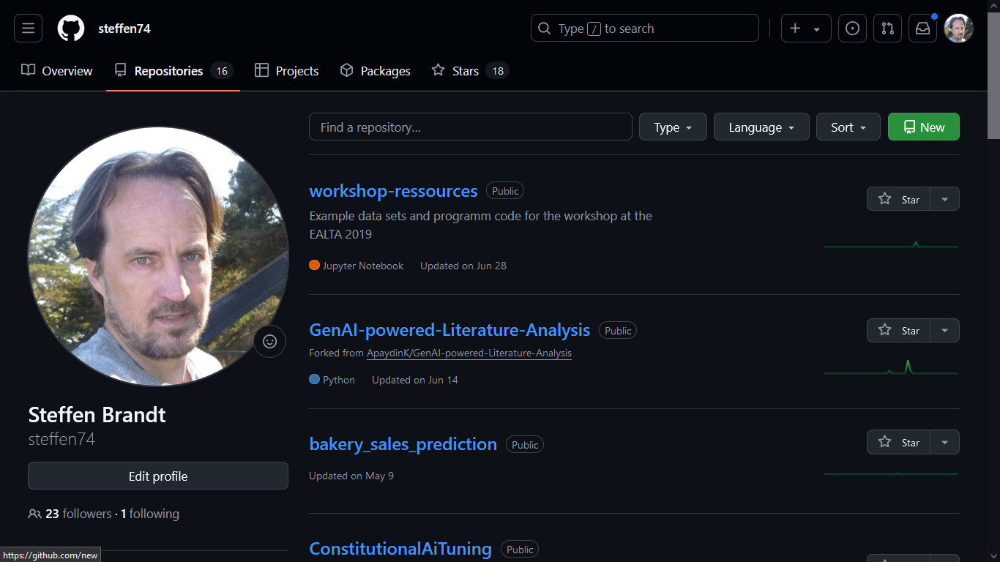 steffen74
Type / to search
Overview
Repositories 16
Projects
Packages
Stars 18
Find a repository...
Type
Language
Sort
New
workshop-ressources Public
Star
Example data sets and programm code for the workshop at the
EALTA 2019
Jupyter Notebook Updated on Jun 28
GenAI-powered-Literature-Analysis Public
Star
Forked from ApaydinK/GenAI-powered-Literature-Analysis
Python Updated on Jun 14
Steffen Brandt
steffen74
Edit profile
23 followers · 1 following
bakery_sales_prediction Public
Star
Updated on May 9
ConstitutionalAiTuning Public
https://github.com/new